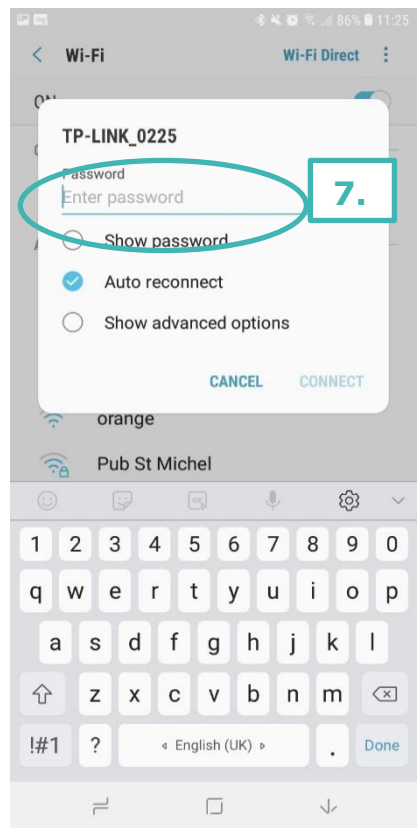 86% 11:25
Wi-Fi Wi-Fi Direct
ON
TP-LINK_0225
Password
Enter password
7.
Show password
Auto reconnect
Show advanced options
CANCEL CONNECT
orange
Pub St Michel
GIF
1 2 3 4 5 6 7 8 9 0
q w e r t y u i o p
a s d f g h j k l
z x c v b n m
!#1 ? English (UK) . Done